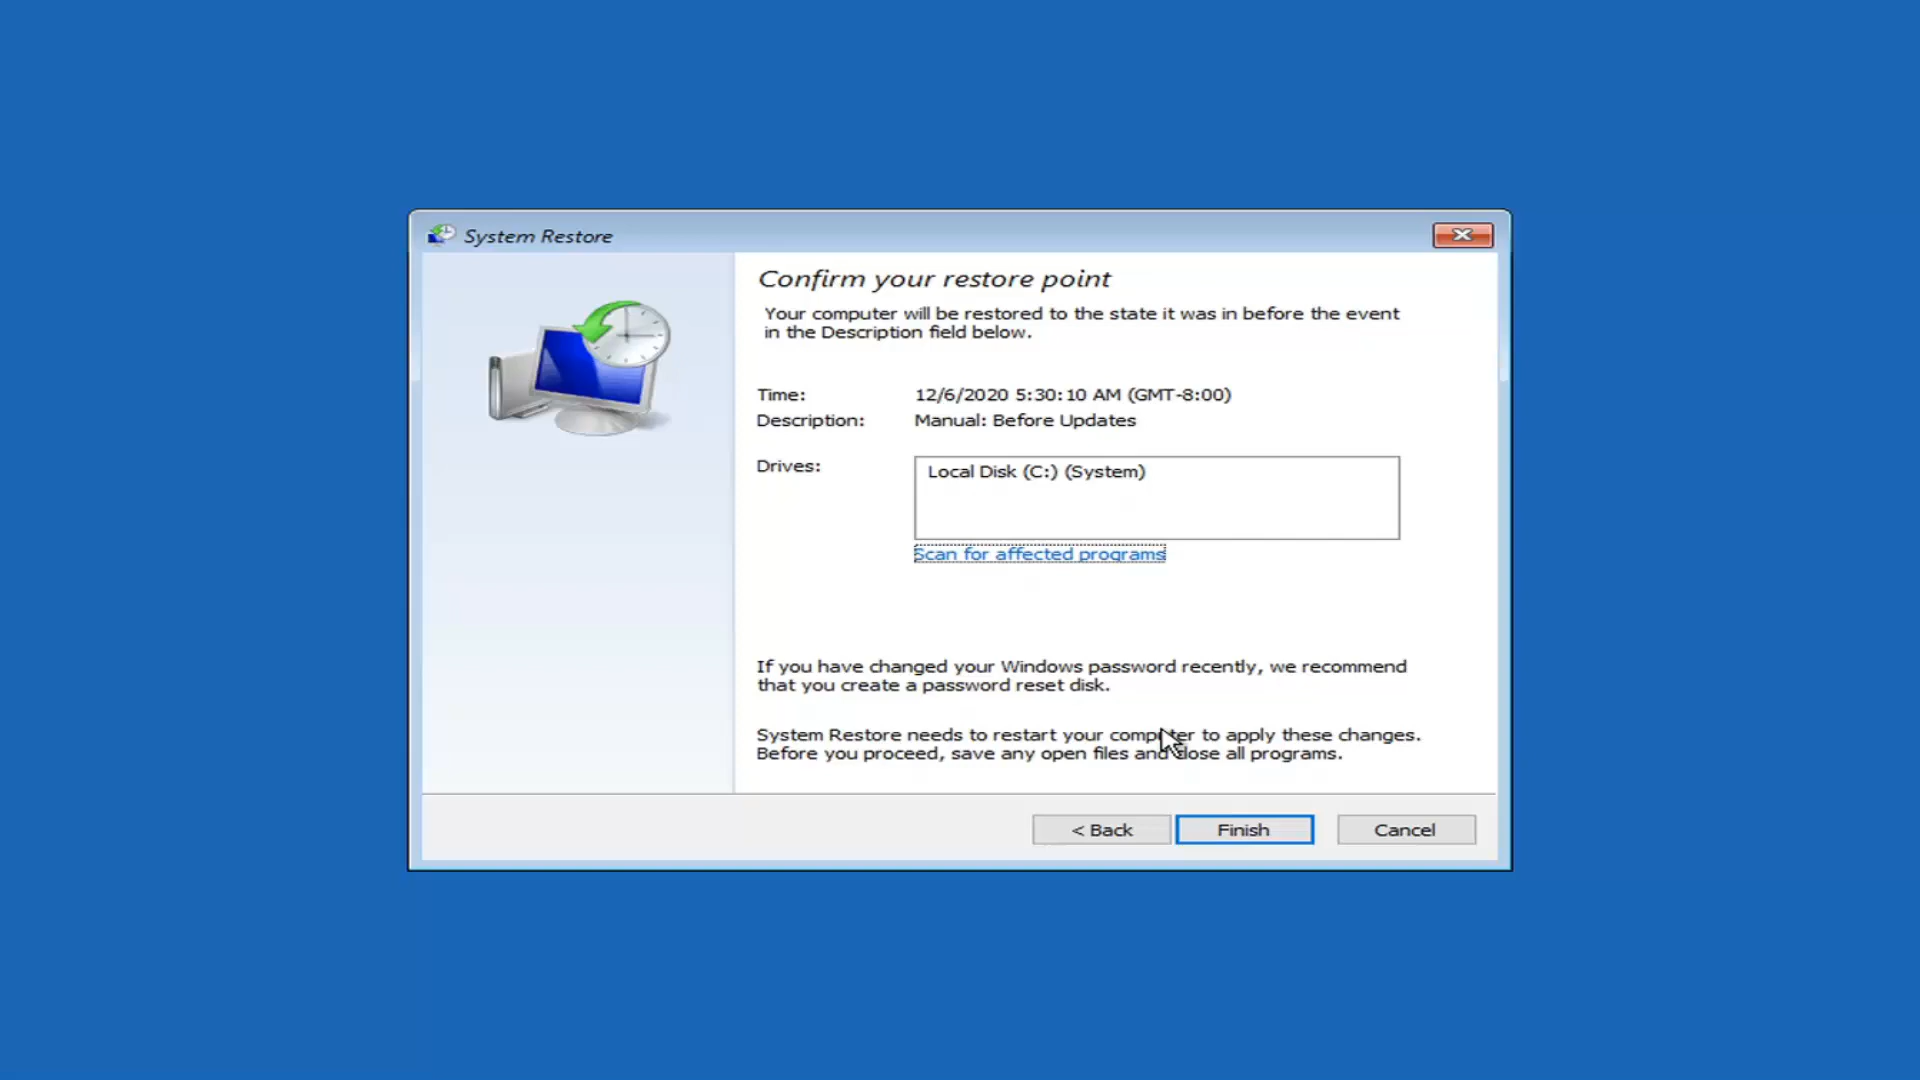 System Restore
Confirm your restore point
Your computer will be restored to the state it was in before the event
in the Description field below.
Time: 12/6/2020 5:30:10 AM (GMT-8:00)
Description: Manual: Before Updates
Drives: Local Disk (C:) (System)
Scan for affected programs
If you have changed your Windows password recently, we recommend
that you create a password reset disk.
System Restore needs to restart your computer to apply these changes.
Before you proceed, save any open files and close all programs.
< Back Finish Cancel